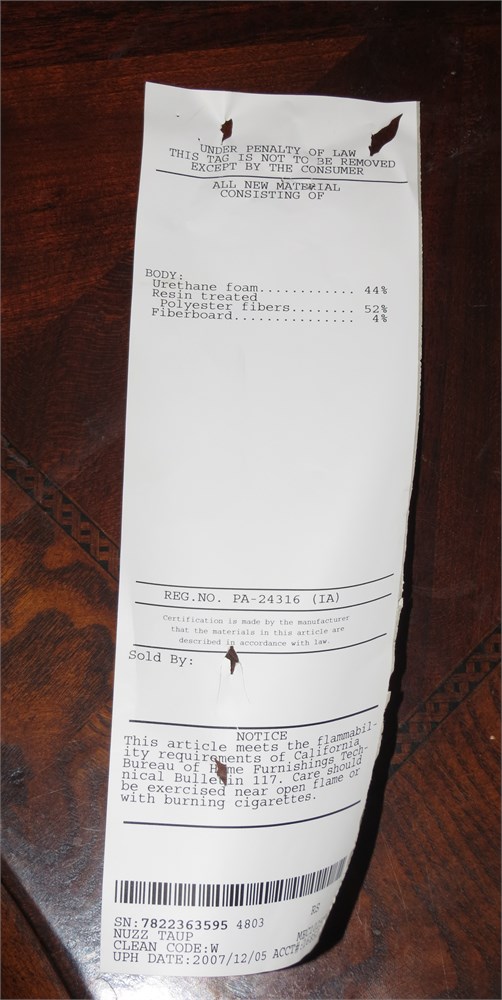 UNDER PENALTY OF LAW
THIS TAG IS NOT TO BE REMOVED
EXCEPT BY THE CONSUMER
ALL NEW MATERIAL
CONSISTING OF
BODY:
Urethane foam............ 44%
Resin treated
Polyester fibers........ 52%
Fiberboard............... 4%
REG.NO. PA-24316 (IA)
Certification is made by the manufacturer
that the materials in this article are
described in accordance with law.
Sold By:
NOTICE
This article meets the flammabil-
ity requirements of California
Bureau of Home Furnishings Tech-
nical Bulletin 117. Care should
be exercised near open flame or
with burning cigarettes.
SN:7822363595 4803 RS
NUZZ TAUP
CLEAN CODE:W
UPH DATE:2007/12/05 ACCT#